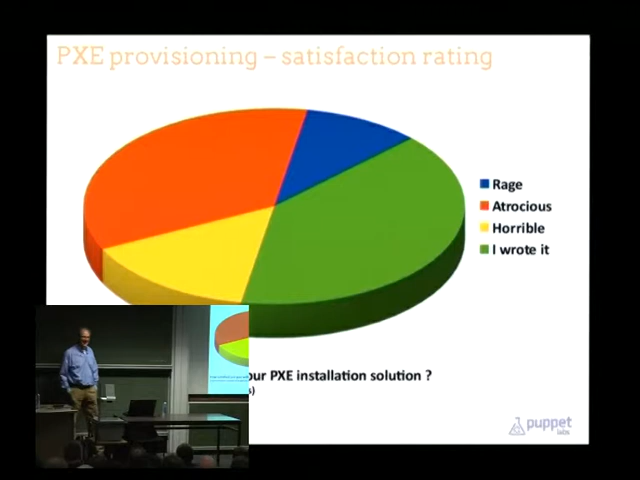 PXE provisioning – satisfaction rating
Rage
Atrocious
Horrible
I wrote it
our PXE installation solution ?
s)
puppet
labs